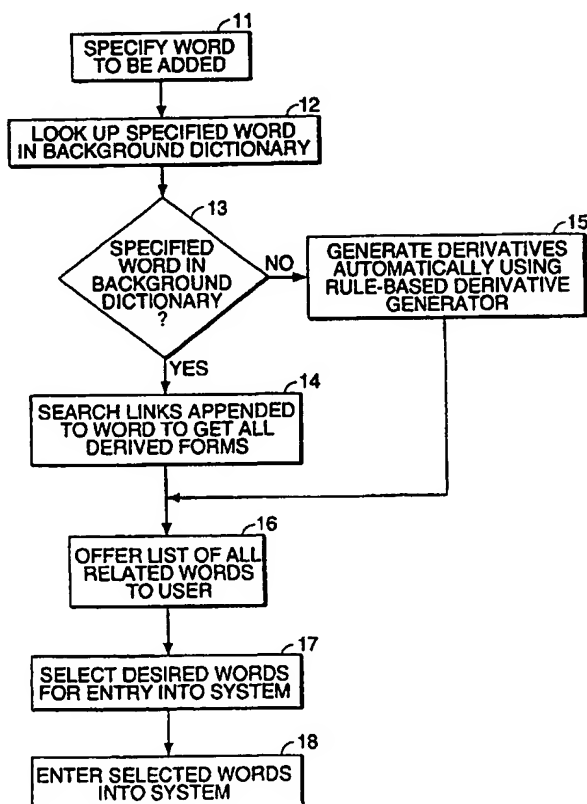 11
SPECIFY WORD
TO BE ADDED
12
LOOK UP SPECIFIED WORD
IN BACKGROUND DICTIONARY
13
SPECIFIED
WORD IN
BACKGROUND
DICTIONARY
?
NO
15
GENERATE DERIVATIVES
AUTOMATICALLY USING
RULE-BASED DERIVATIVE
GENERATOR
YES
14
SEARCH LINKS APPENDED
TO WORD TO GET ALL
DERIVED FORMS
16
OFFER LIST OF ALL
RELATED WORDS
TO USER
17
SELECT DESIRED WORDS
FOR ENTRY INTO SYSTEM
18
ENTER SELECTED WORDS
INTO SYSTEM